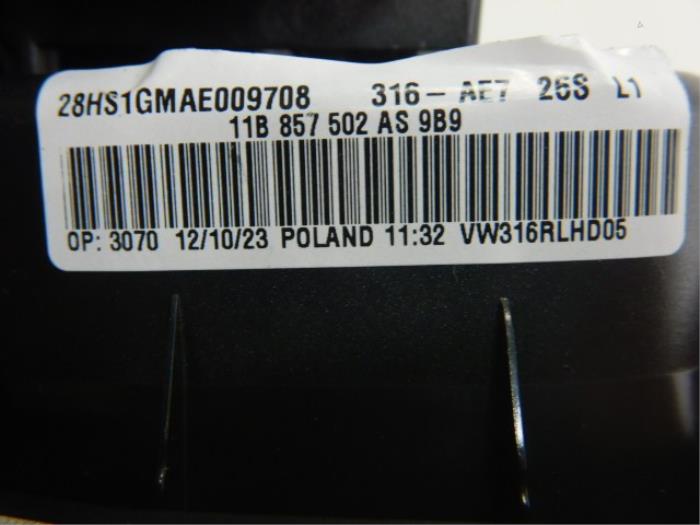 28HS1GMAE009708 316- AE7 26S L1
11B 857 502 AS 9B9
OP: 3070 12/10/23 POLAND 11:32 VW316RLHD05